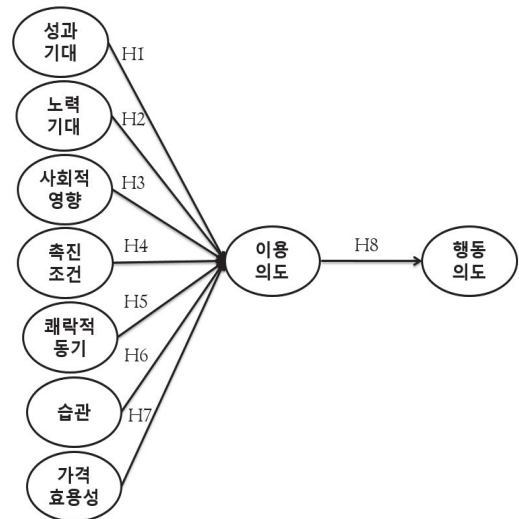 성과
기대
H1
노력
기대
H2
사회적
영향
H3
촉진
조건
H4
쾌락적
동기
H5
습관
H6
가격
효용성
H7
이용
의도
H8
행동
의도